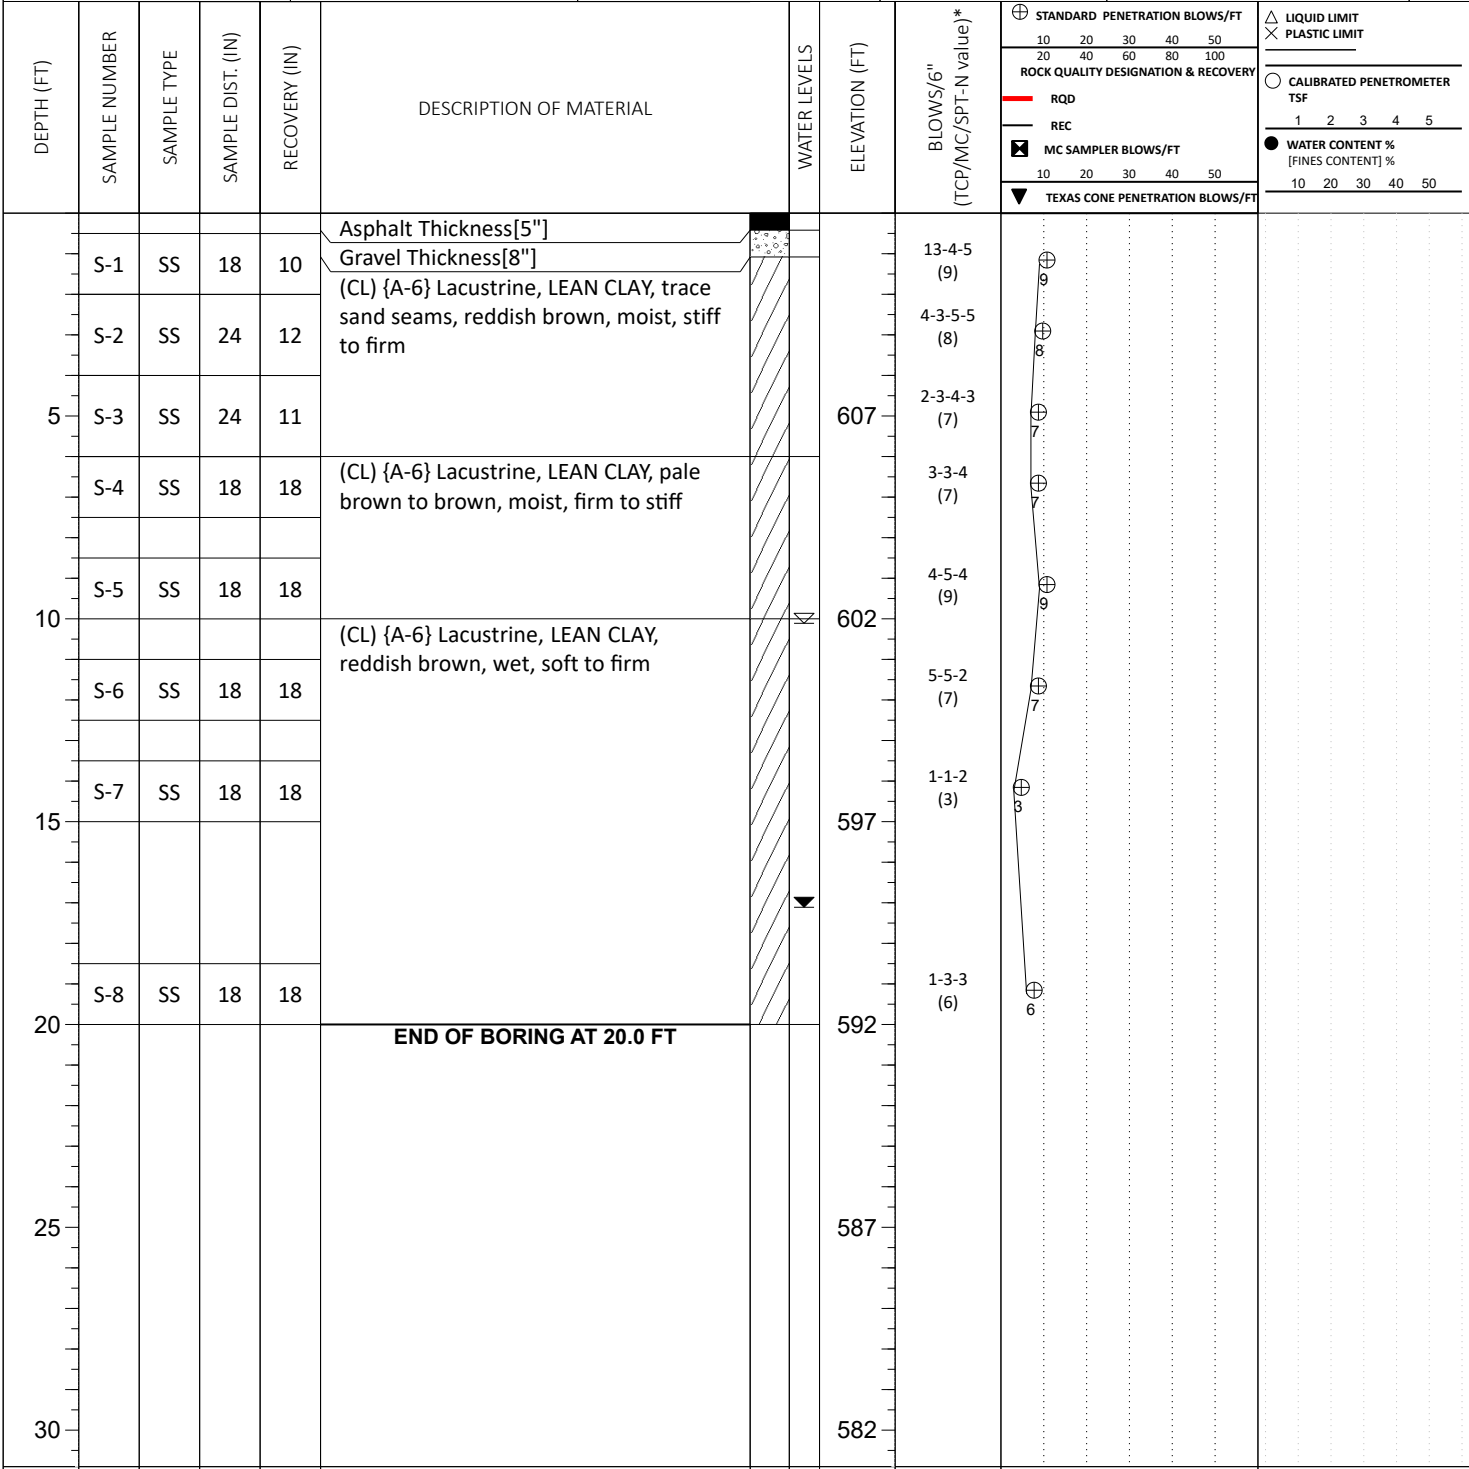 DEPTH (FT)
SAMPLE NUMBER
SAMPLE TYPE
SAMPLE DIST. (IN)
RECOVERY (IN)
DESCRIPTION OF MATERIAL
WATER LEVELS
ELEVATION (FT)
BLOWS/6"
(TCP/MC/SPT-N value)*
STANDARD PENETRATION BLOWS/FT
10 20 30 40 50
20 40 60 80 100
ROCK QUALITY DESIGNATION & RECOVERY
RQD
REC
MC SAMPLER BLOWS/FT
10 20 30 40 50
TEXAS CONE PENETRATION BLOWS/FT
LIQUID LIMIT
PLASTIC LIMIT
CALIBRATED PENETROMETER
TSF
1 2 3 4 5
WATER CONTENT %
[FINES CONTENT] %
10 20 30 40 50
Asphalt Thickness[5"]
Gravel Thickness[8"]
S-1 SS 18 10
13-4-5
(9)
9
(CL) {A-6} Lacustrine, LEAN CLAY, trace
sand seams, reddish brown, moist, stiff
to firm
S-2 SS 24 12
4-3-5-5
(8)
8
5 S-3 SS 24 11
607
2-3-4-3
(7)
7
(CL) {A-6} Lacustrine, LEAN CLAY, pale
brown to brown, moist, firm to stiff
S-4 SS 18 18
3-3-4
(7)
7
S-5 SS 18 18
4-5-4
(9)
9
10
602
(CL) {A-6} Lacustrine, LEAN CLAY,
reddish brown, wet, soft to firm
S-6 SS 18 18
5-5-2
(7)
7
S-7 SS 18 18
1-1-2
(3)
3
15
597
S-8 SS 18 18
1-3-3
(6)
6
20
592
END OF BORING AT 20.0 FT
25
587
30
582